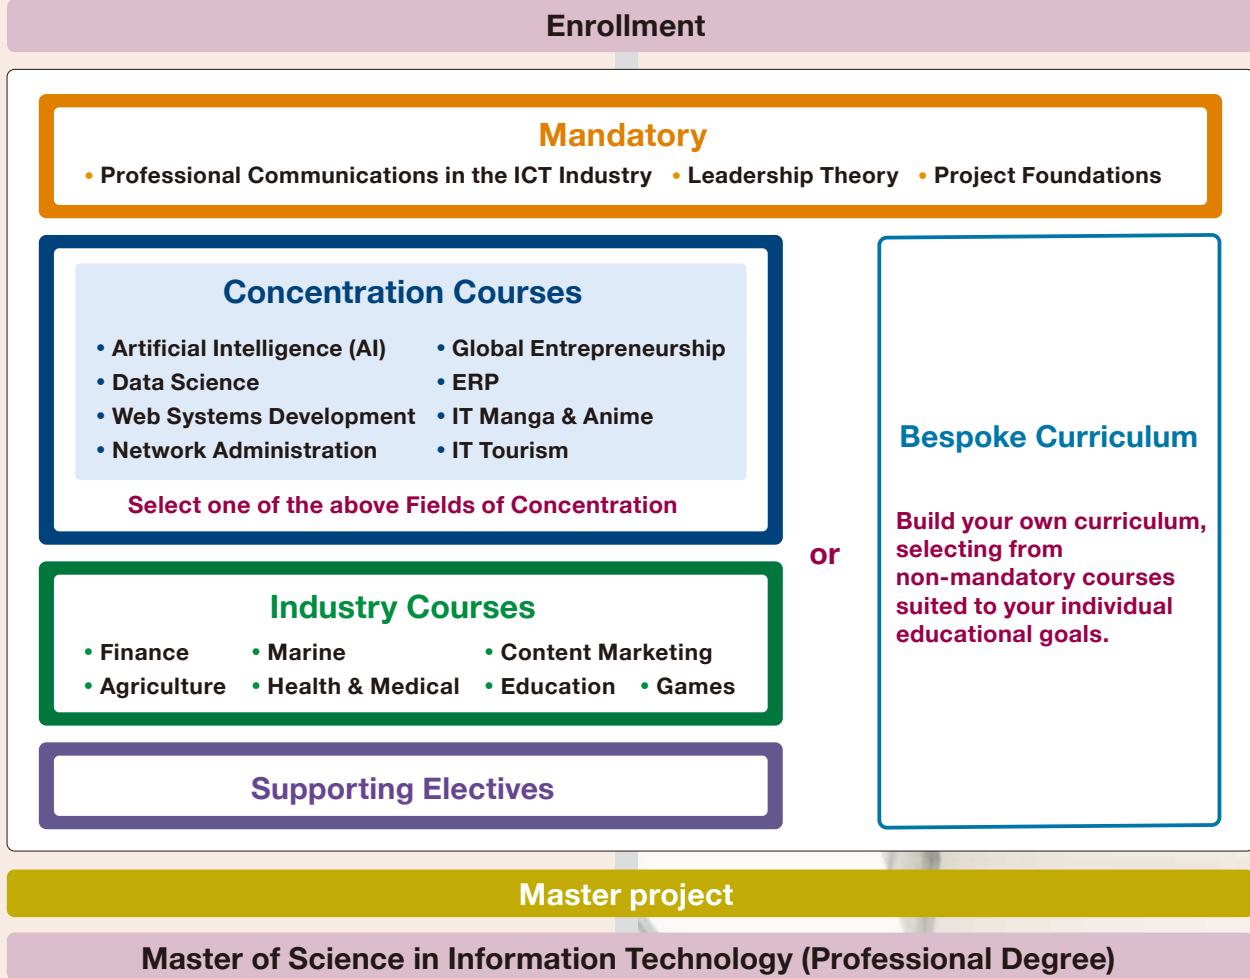 Enrollment
Mandatory
• Professional Communications in the ICT Industry • Leadership Theory • Project Foundations
Concentration Courses
• Artificial Intelligence (AI)
• Data Science
• Web Systems Development
• Network Administration
• Global Entrepreneurship
• ERP
• IT Manga & Anime
• IT Tourism
Select one of the above Fields of Concentration
Industry Courses
• Finance • Marine • Content Marketing
• Agriculture • Health & Medical • Education • Games
Supporting Electives
or
Bespoke Curriculum
Build your own curriculum,
selecting from
non-mandatory courses
suited to your individual
educational goals.
Master project
Master of Science in Information Technology (Professional Degree)